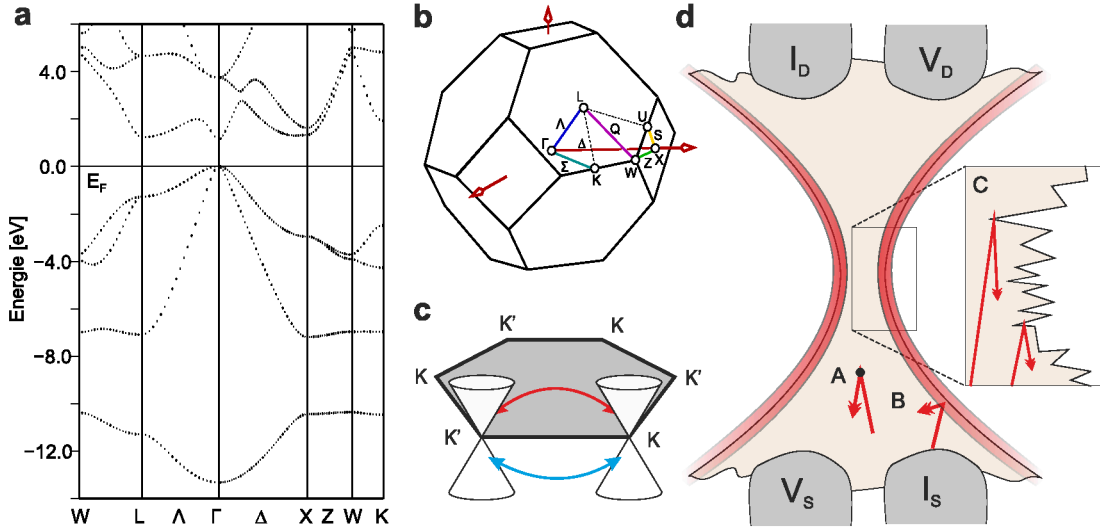 a
4.0
0.0
E_F
−4.0
−8.0
−12.0
Energie [eV]
W L Λ Γ Δ X Z W K
b
L
U
Λ
Q
S
Γ
Δ
X
Z
Σ
W
K
c
K' K
K K'
K' K
d
I_D V_D
C
A
B
V_S I_S